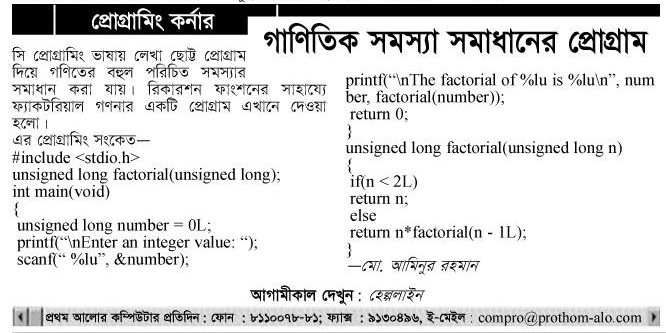 প্রোগ্রামিং কর্নার
গাণিতিক সমস্যা সমাধানের প্রোগ্রাম
সি প্রোগ্রামিং ভাষায় লেখা ছোট্ট প্রোগ্রাম
দিয়ে গণিতের বহুল পরিচিত সমস্যার
সমাধান করা যায়। রিকারশন ফাংশনের সাহায্যে
ফ্যাকটরিয়াল গণনার একটি প্রোগ্রাম এখানে দেওয়া
হলো।
এর প্রোগ্রামিং সংকেত—
#include <stdio.h>
unsigned long factorial(unsigned long);
int main(void)
{
unsigned long number = 0L;
printf(“\nEnter an integer value: “);
scanf(“ %lu”, &number);
printf(“\nThe factorial of %lu is %lu\n”, num
ber, factorial(number));
return 0;
}
unsigned long factorial(unsigned long n)
{
if(n < 2L)
return n;
else
return n*factorial(n - 1L);
}
—মো. আমিনুর রহমান
আগামীকাল দেখুন : হেল্পলাইন
প্রথম আলোর কম্পিউটার প্রতিদিন : ফোন : ৮১১০০৭৮-৮১; ফ্যাক্স : ৯১৩০৪৯৬, ই-মেইল : compro@prothom-alo.com